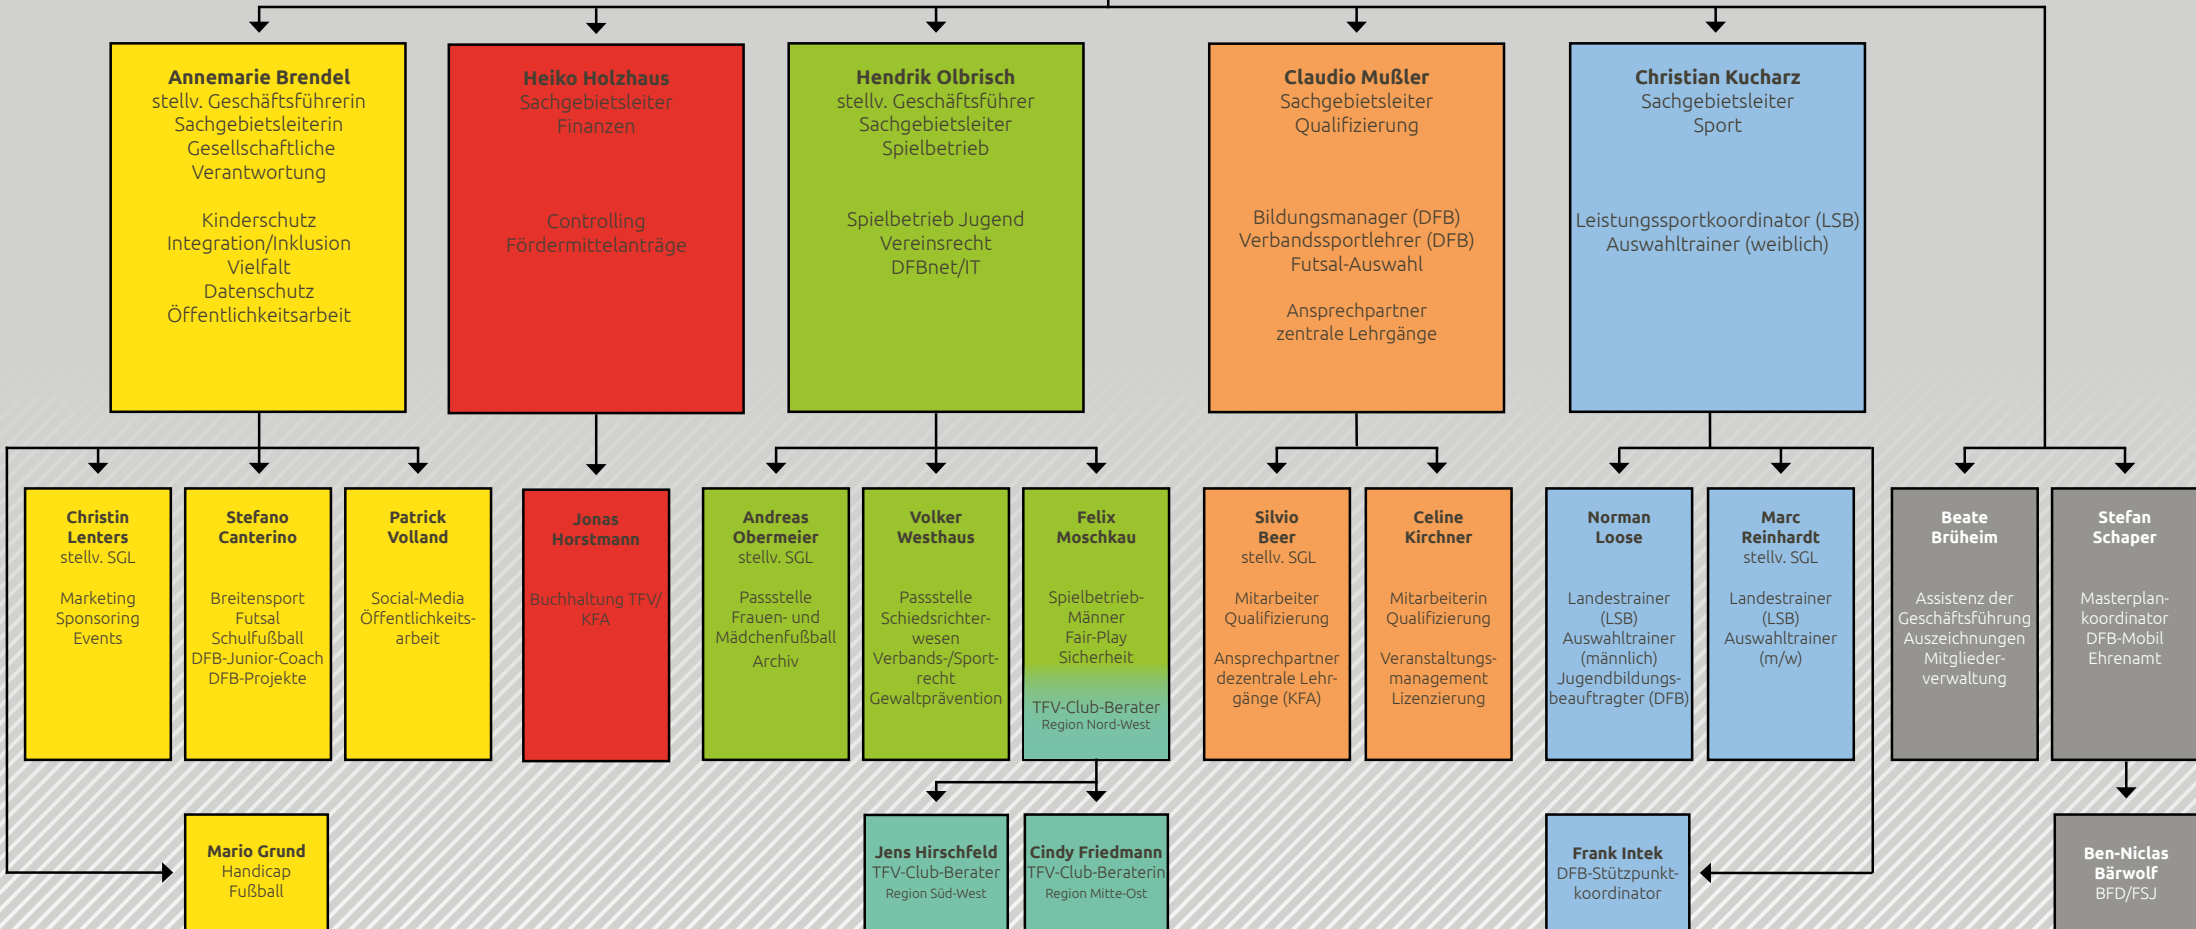 Annemarie Brendel
stellv. Geschäftsführerin
Sachgebietsleiterin
Gesellschaftliche
Verantwortung
Kinderschutz
Integration/Inklusion
Vielfalt
Datenschutz
Öffentlichkeitsarbeit
Heiko Holzhaus
Sachgebietsleiter
Finanzen
Controlling
Fördermittelanträge
Hendrik Olbrisch
stellv. Geschäftsführer
Sachgebietsleiter
Spielbetrieb
Spielbetrieb Jugend
Vereinsrecht
DFBnet/IT
Claudio Mußler
Sachgebietsleiter
Qualifizierung
Bildungsmanager (DFB)
Verbandssportlehrer (DFB)
Futsal-Auswahl
Ansprechpartner
zentrale Lehrgänge
Christian Kucharz
Sachgebietsleiter
Sport
Leistungssportkoordinator (LSB)
Auswahltrainer (weiblich)
Christin
Lenters
stellv. SGL
Marketing
Sponsoring
Events
Stefano
Canterino
Breitensport
Futsal
Schulfußball
DFB-Junior-Coach
DFB-Projekte
Patrick
Volland
Social-Media
Öffentlichkeits-
arbeit
Jonas
Horstmann
Buchhaltung TFV/
KFA
Andreas
Obermeier
stellv. SGL
Passstelle
Frauen- und
Mädchenfußball
Archiv
Volker
Westhaus
Passstelle
Schiedsrichter-
wesen
Verbands-/Sport-
recht
Gewaltprävention
Felix
Moschkau
Spielbetrieb-
Männer
Fair-Play
Sicherheit
TFV-Club-Berater
Region Nord-West
Silvio
Beer
stellv. SGL
Mitarbeiter
Qualifizierung
Ansprechpartner
dezentrale Lehr-
gänge (KFA)
Celine
Kirchner
Mitarbeiterin
Qualifizierung
Veranstaltungs-
management
Lizenzierung
Norman
Loose
Landestrainer
(LSB)
Auswahltrainer
(männlich)
Jugendbildungs-
beauftragter (DFB)
Marc
Reinhardt
stellv. SGL
Landestrainer
(LSB)
Auswahltrainer
(m/w)
Beate
Brüheim
Assistenz der
Geschäftsführung
Auszeichnungen
Mitglieder-
verwaltung
Stefan
Schaper
Masterplan-
koordinator
DFB-Mobil
Ehrenamt
Mario Grund
Handicap
Fußball
Jens Hirschfeld
TFV-Club-Berater
Region Süd-West
Cindy Friedmann
TFV-Club-Beraterin
Region Mitte-Ost
Frank Intek
DFB-Stützpunkt-
koordinator
Ben-Niclas
Bärwolf
BFD/FSJ